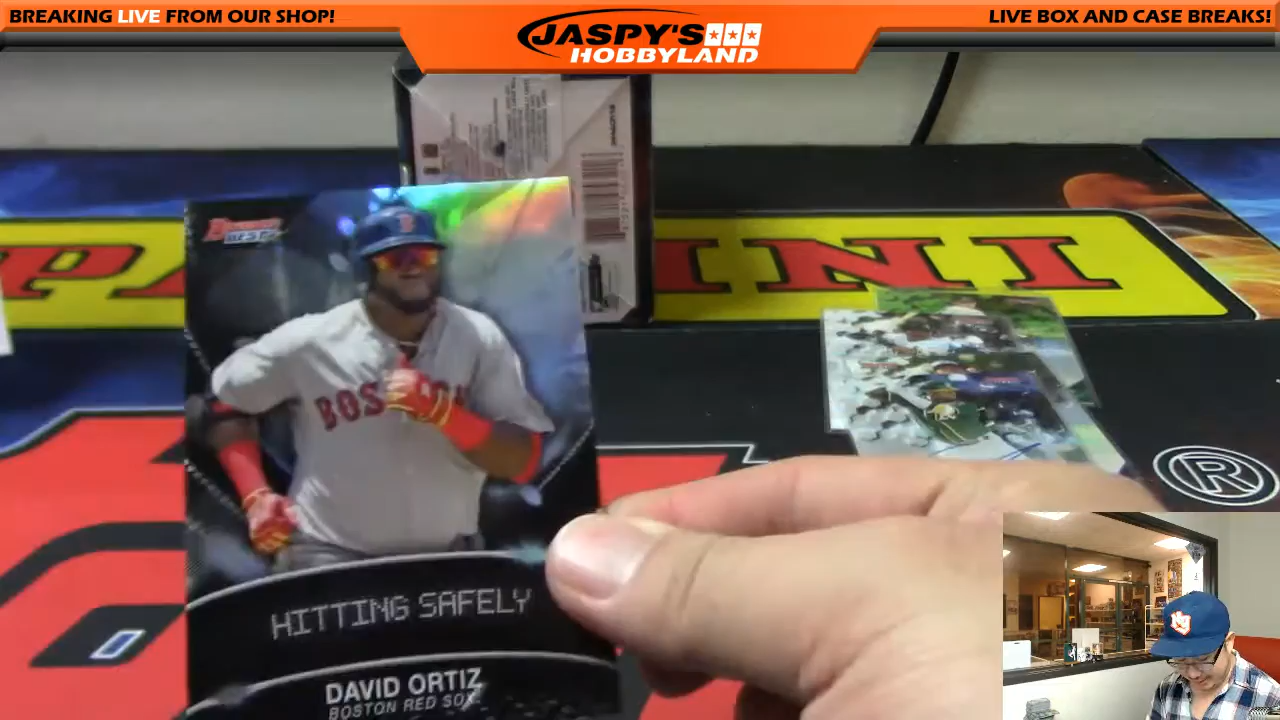 BREAKING LIVE FROM OUR SHOP!
JASPY'S
HOBBYLAND
LIVE BOX AND CASE BREAKS!
BOWMAN'S
BEST
BOSTON
HITTING SAFELY
DAVID ORTIZ
BOSTON RED SOX
PA
INI
®